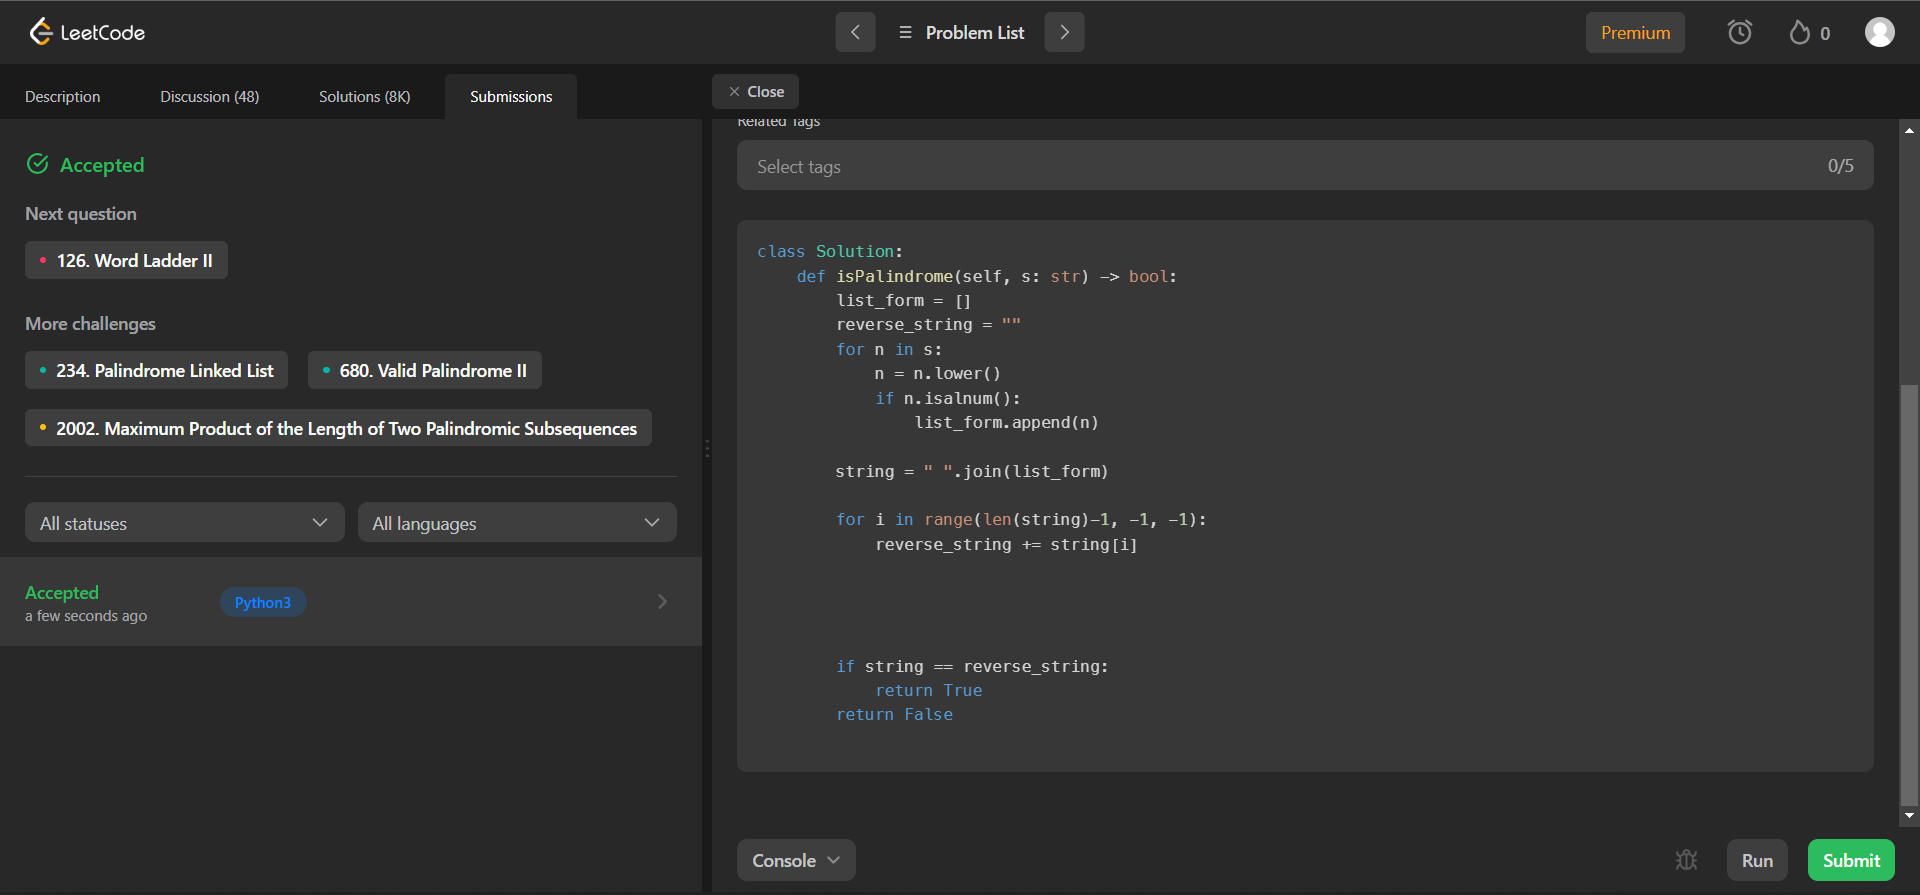 LeetCode
Problem List
Premium
0
Description
Discussion (48)
Solutions (8K)
Submissions
Close
Accepted
Next question
126. Word Ladder II
More challenges
234. Palindrome Linked List
680. Valid Palindrome II
2002. Maximum Product of the Length of Two Palindromic Subsequences
All statuses
All languages
Accepted
a few seconds ago
Python3
Related Tags
Select tags
0/5
class Solution:
    def isPalindrome(self, s: str) -> bool:
        list_form = []
        reverse_string = ""
        for n in s:
            n = n.lower()
            if n.isalnum():
                list_form.append(n)
        string = " ".join(list_form)
        for i in range(len(string)-1, -1, -1):
            reverse_string += string[i]
        if string == reverse_string:
            return True
        return False
Console
Run
Submit